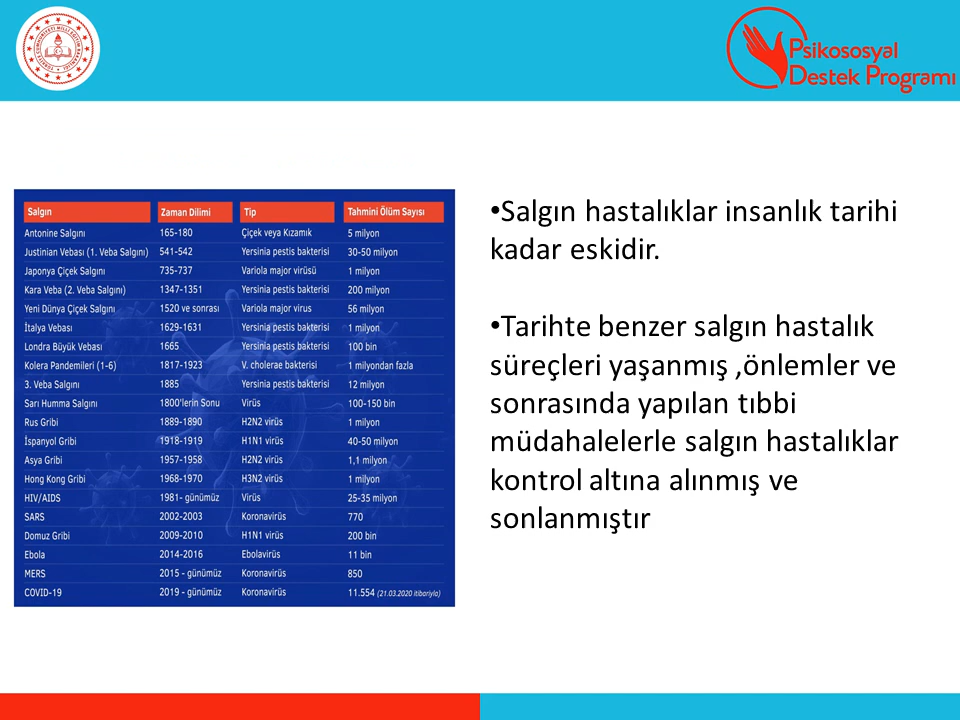 Psikososyal
Destek Programı
Salgın Zaman Dilimi Tip Tahmini Ölüm Sayısı
Antonine Salgını 165-180 Çiçek veya Kızamık 5 milyon
Justinian Vebası (1. Veba Salgını) 541-542 Yersinia pestis bakterisi 30-50 milyon
Japonya Çiçek Salgını 735-737 Variola major virüsü 1 milyon
Kara Veba (2. Veba Salgını) 1347-1351 Yersinia pestis bakterisi 200 milyon
Yeni Dünya Çiçek Salgını 1520 ve sonrası Variola major virus 56 milyon
İtalya Vebası 1629-1631 Yersinia pestis bakterisi 1 milyon
Londra Büyük Vebası 1665 Yersinia pestis bakterisi 100 bin
Kolera Pandemileri (1-6) 1817-1923 V. cholerae bakterisi 1 milyondan fazla
3. Veba Salgını 1885 Yersinia pestis bakterisi 12 milyon
Sarı Humma Salgını 1800'lerin Sonu Virüs 100-150 bin
Rus Gribi 1889-1890 H2N2 virüs 1 milyon
İspanyol Gribi 1918-1919 H1N1 virüs 40-50 milyon
Asya Gribi 1957-1958 H2N2 virüs 1,1 milyon
Hong Kong Gribi 1968-1970 H3N2 virüs 1 milyon
HIV/AIDS 1981- günümüz Virüs 25-35 milyon
SARS 2002-2003 Koronavirüs 770
Domuz Gribi 2009-2010 H1N1 virüs 200 bin
Ebola 2014-2016 Ebolavirüs 11 bin
MERS 2015 - günümüz Koronavirüs 850
COVID-19 2019 - günümüz Koronavirüs 11.554 (21.03.2020 itibariyla)
•Salgın hastalıklar insanlık tarihi
kadar eskidir.
•Tarihte benzer salgın hastalık
süreçleri yaşanmış ,önlemler ve
sonrasında yapılan tıbbi
müdahalelerle salgın hastalıklar
kontrol altına alınmış ve
sonlanmıştır